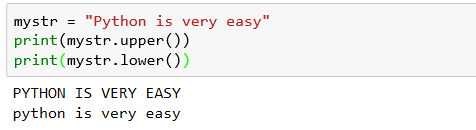 mystr = "Python is very easy"
print(mystr.upper())
print(mystr.lower())
PYTHON IS VERY EASY
python is very easy